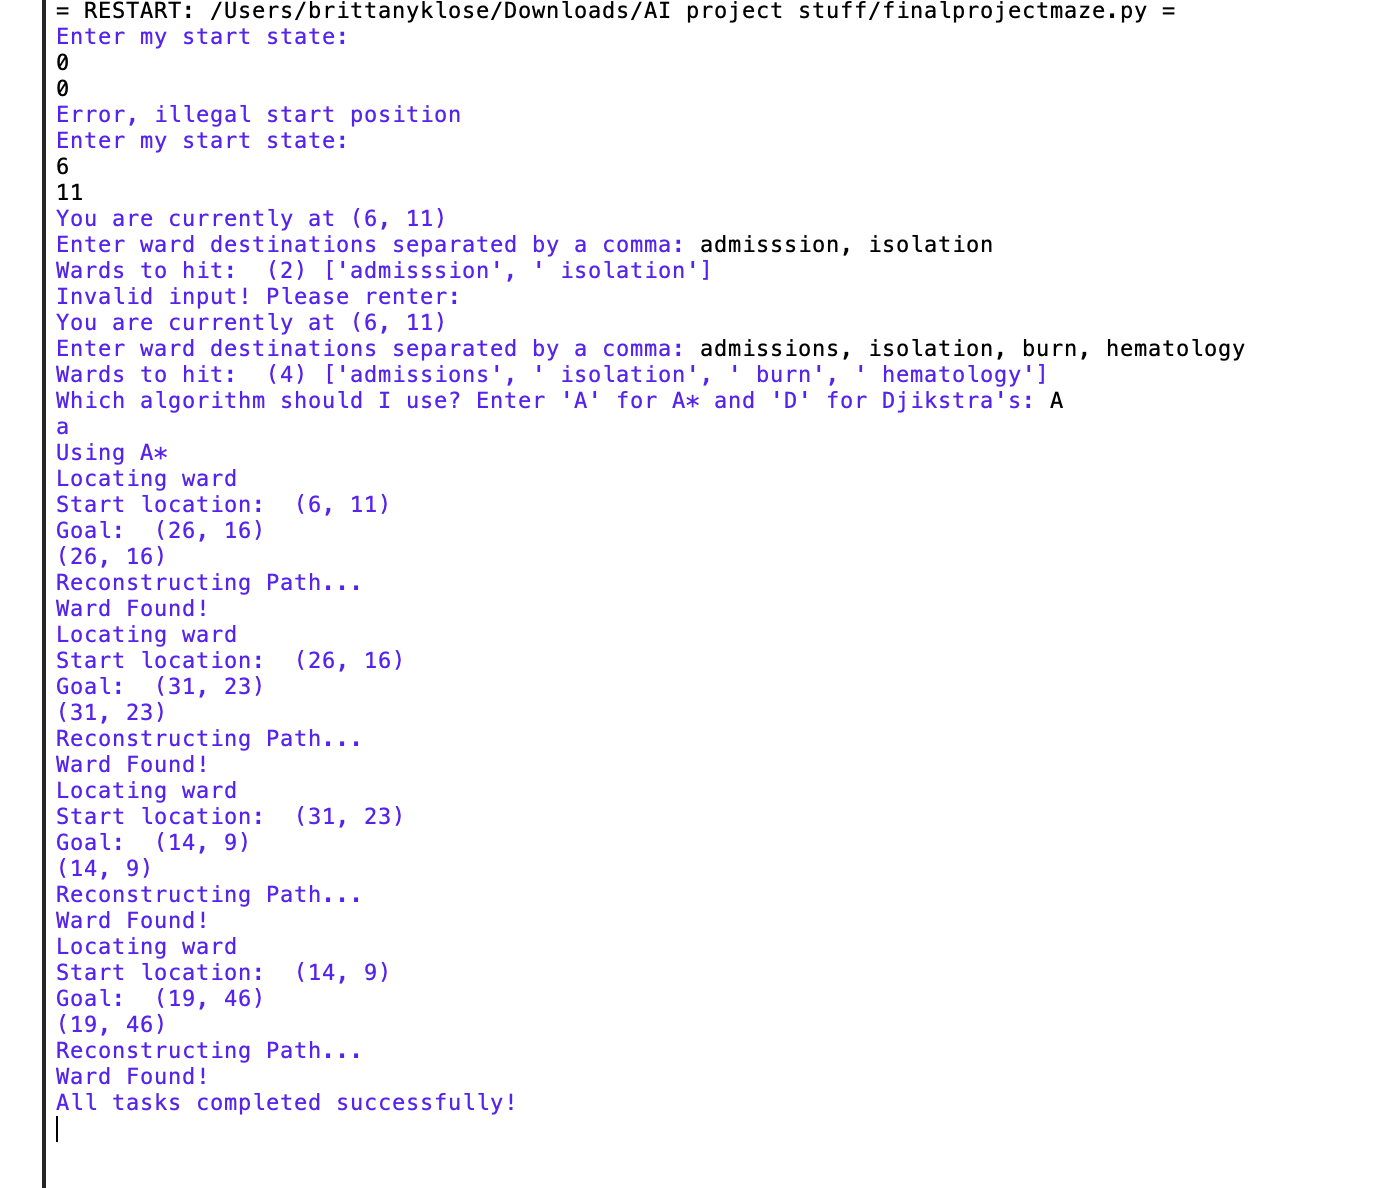 = RESTART: /Users/brittanyklose/Downloads/AI project stuff/finalprojectmaze.py =
Enter my start state:
0
0
Error, illegal start position
Enter my start state:
6
11
You are currently at (6, 11)
Enter ward destinations separated by a comma: admisssion, isolation
Wards to hit:  (2) ['admisssion', ' isolation']
Invalid input! Please renter:
You are currently at (6, 11)
Enter ward destinations separated by a comma: admissions, isolation, burn, hematology
Wards to hit:  (4) ['admissions', ' isolation', ' burn', ' hematology']
Which algorithm should I use? Enter 'A' for A* and 'D' for Djikstra's: A
a
Using A*
Locating ward
Start location:  (6, 11)
Goal:  (26, 16)
(26, 16)
Reconstructing Path...
Ward Found!
Locating ward
Start location:  (26, 16)
Goal:  (31, 23)
(31, 23)
Reconstructing Path...
Ward Found!
Locating ward
Start location:  (31, 23)
Goal:  (14, 9)
(14, 9)
Reconstructing Path...
Ward Found!
Locating ward
Start location:  (14, 9)
Goal:  (19, 46)
(19, 46)
Reconstructing Path...
Ward Found!
All tasks completed successfully!